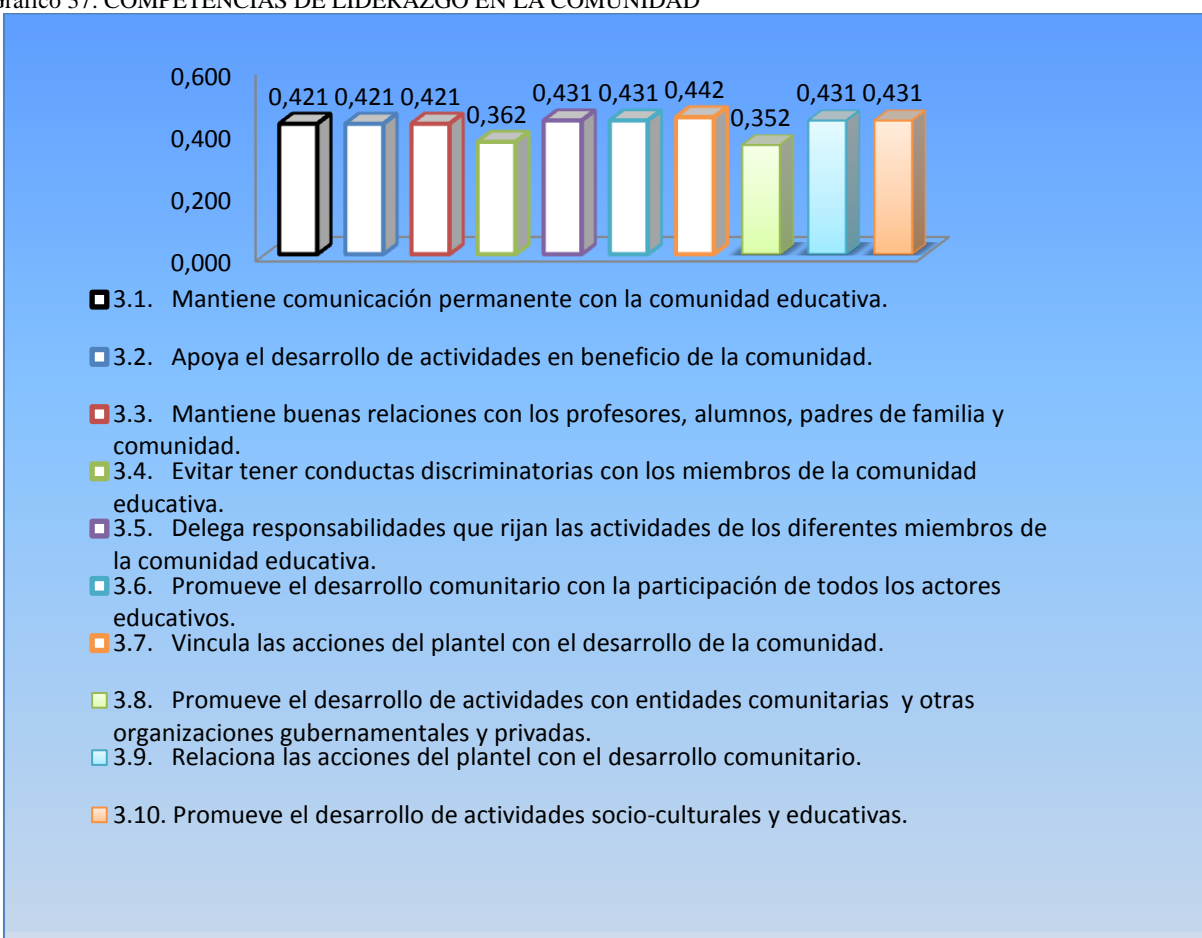 Gráfico 37. COMPETENCIAS DE LIDERAZGO EN LA COMUNIDAD
0,600
0,400
0,200
0,000
0,421 0,421 0,421 0,362 0,431 0,431 0,442 0,352 0,431 0,431
3.1. Mantiene comunicación permanente con la comunidad educativa.
3.2. Apoya el desarrollo de actividades en beneficio de la comunidad.
3.3. Mantiene buenas relaciones con los profesores, alumnos, padres de familia y
comunidad.
3.4. Evitar tener conductas discriminatorias con los miembros de la comunidad
educativa.
3.5. Delega responsabilidades que rijan las actividades de los diferentes miembros de
la comunidad educativa.
3.6. Promueve el desarrollo comunitario con la participación de todos los actores
educativos.
3.7. Vincula las acciones del plantel con el desarrollo de la comunidad.
3.8. Promueve el desarrollo de actividades con entidades comunitarias y otras
organizaciones gubernamentales y privadas.
3.9. Relaciona las acciones del plantel con el desarrollo comunitario.
3.10. Promueve el desarrollo de actividades socio-culturales y educativas.